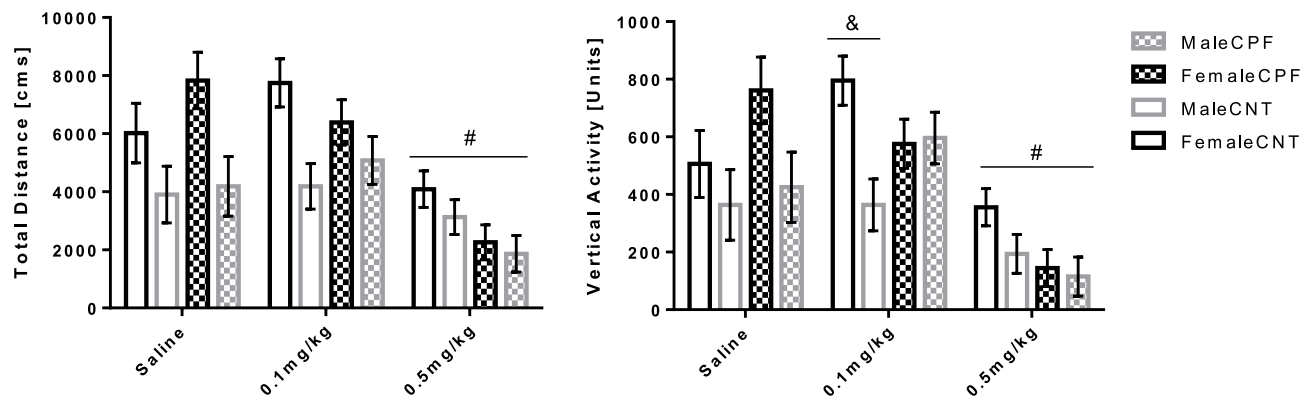 Total Distance [cms]
10000
8000
6000
4000
2000
0
#
Saline
0.1mg/kg
0.5mg/kg
Vertical Activity [Units]
1000
800
600
400
200
0
&
#
Saline
0.1mg/kg
0.5mg/kg
MaleCPF
FemaleCPF
MaleCNT
FemaleCNT